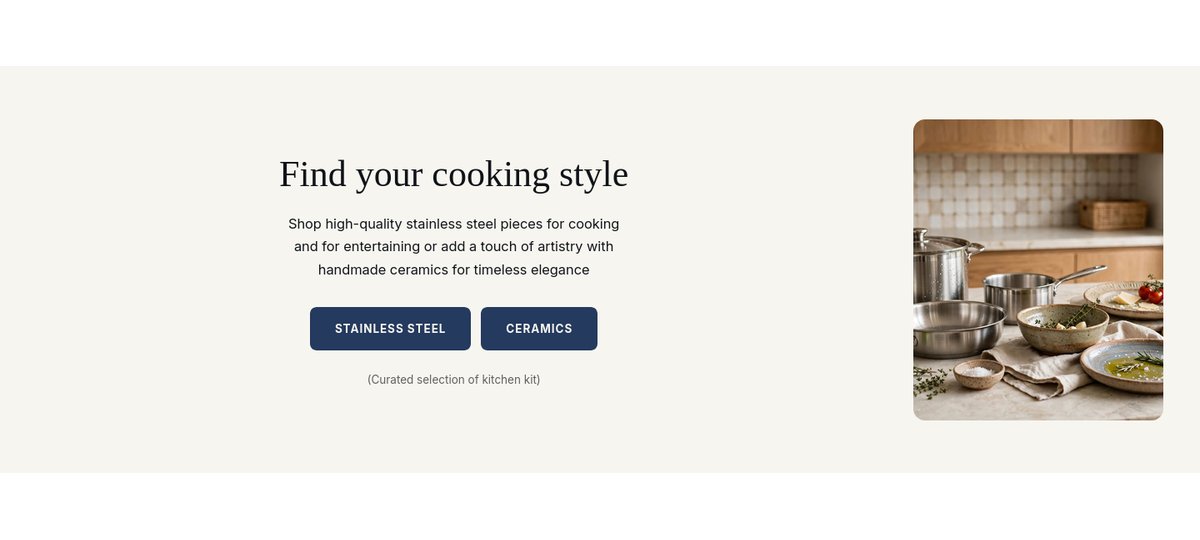 Find your cooking style
Shop high-quality stainless steel pieces for cooking
and for entertaining or add a touch of artistry with
handmade ceramics for timeless elegance
STAINLESS STEEL
CERAMICS
(Curated selection of kitchen kit)